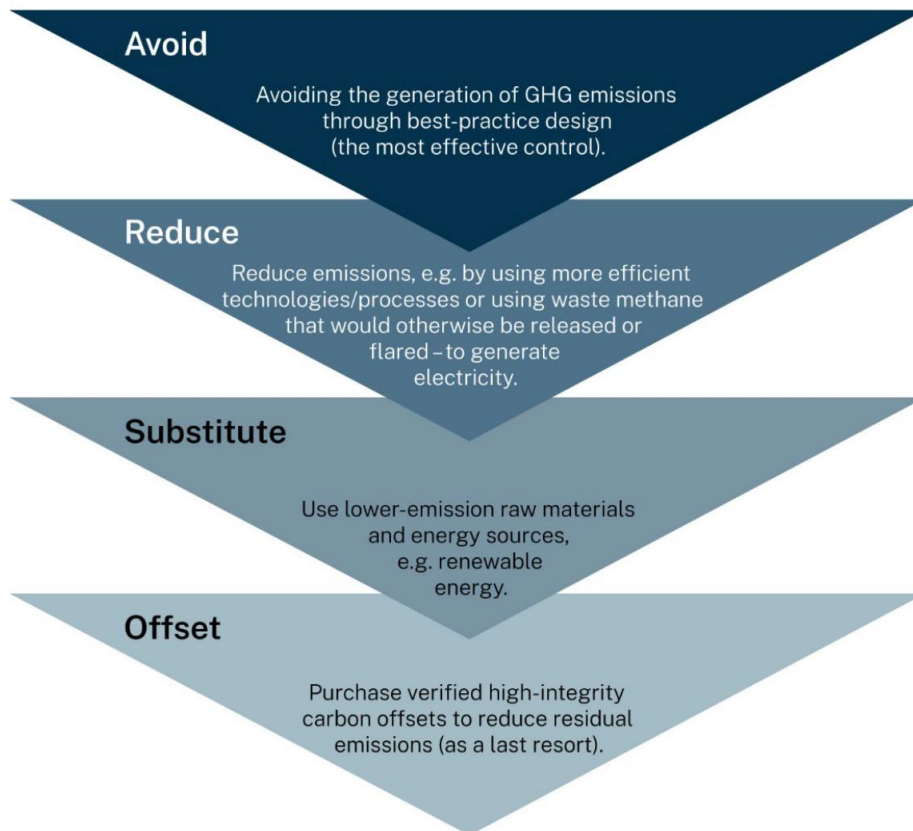 Avoid
Avoiding the generation of GHG emissions
through best-practice design
(the most effective control).
Reduce
Reduce emissions, e.g. by using more efficient
technologies/processes or using waste methane
that would otherwise be released or
flared – to generate
electricity.
Substitute
Use lower-emission raw materials
and energy sources,
e.g. renewable
energy.
Offset
Purchase verified high-integrity
carbon offsets to reduce residual
emissions (as a last resort).